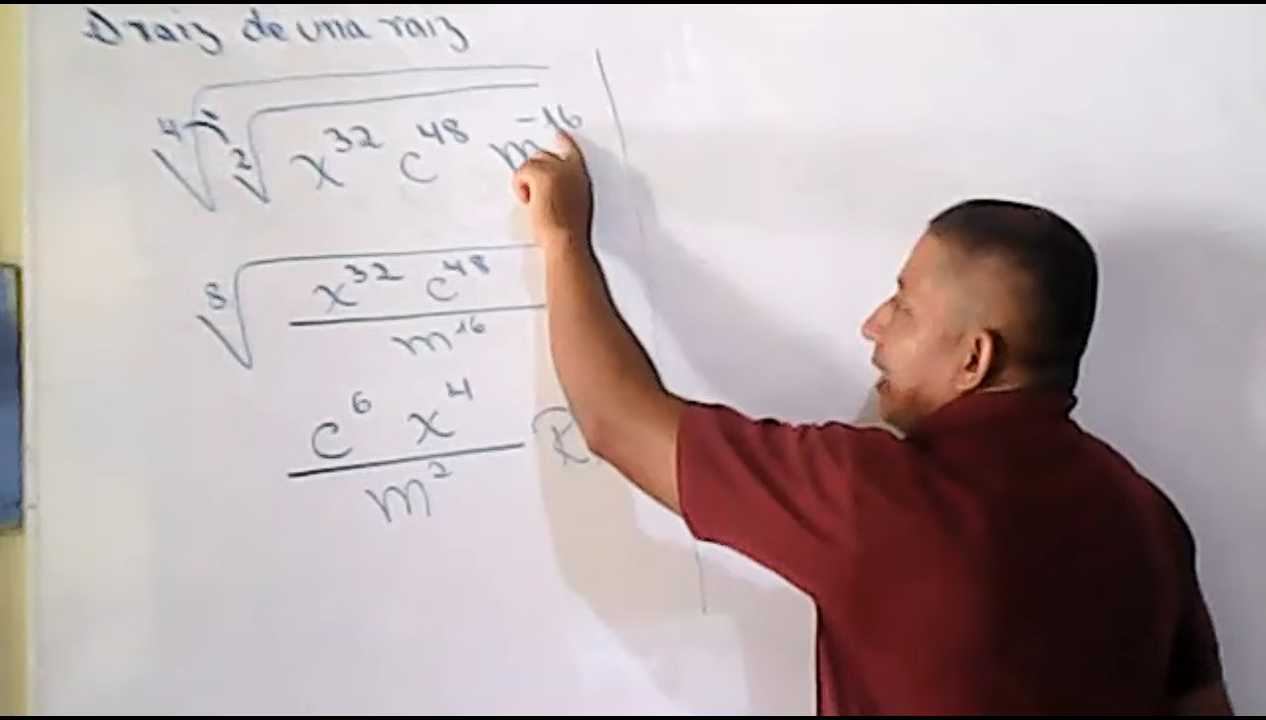 raiz de una raiz
⁴√ ²√ x³² c⁴⁸ m⁻¹⁶
⁸√ x³² c⁴⁸
m¹⁶
c⁶ x⁴
m²